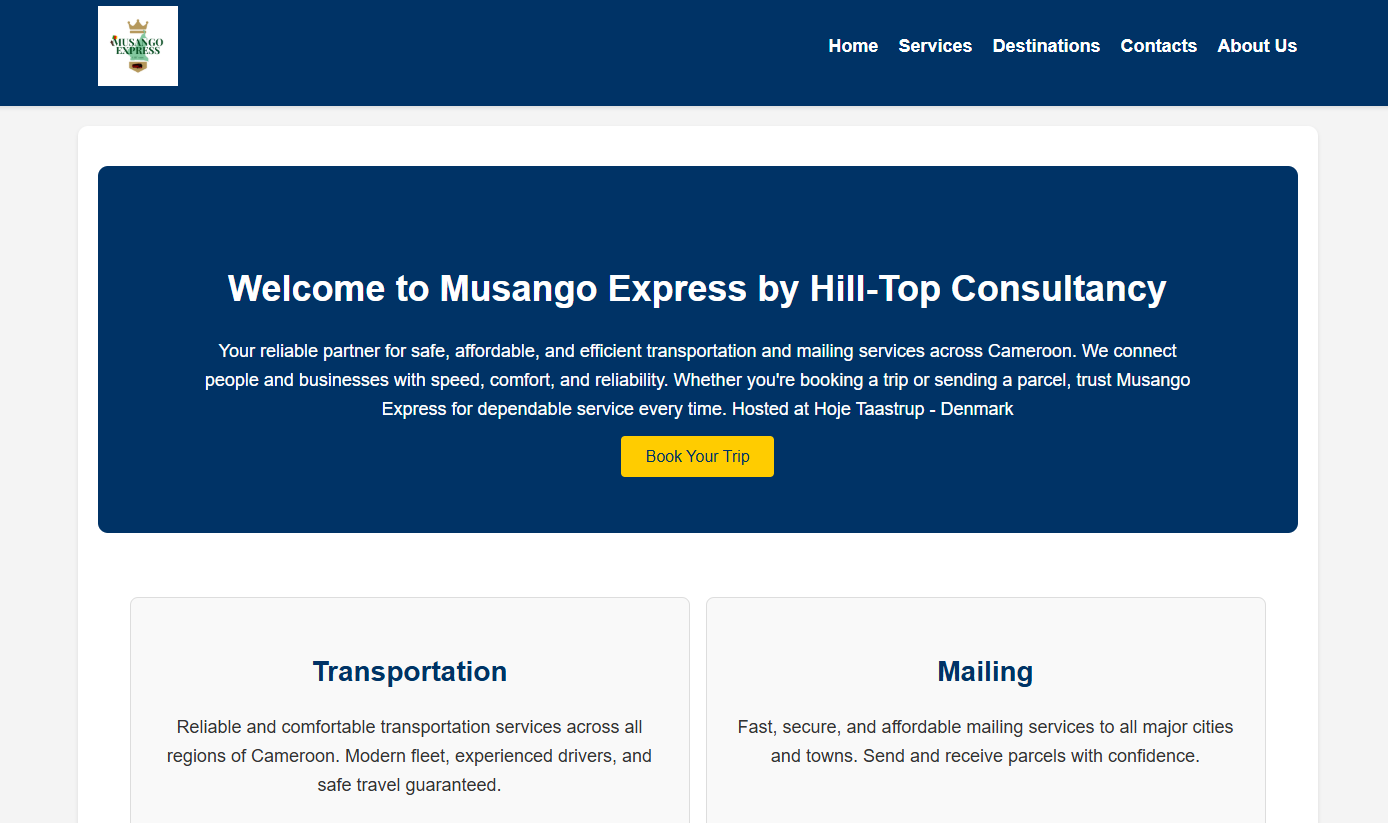 MUSANGO
EXPRESS
Home Services Destinations Contacts About Us
Welcome to Musango Express by Hill-Top Consultancy
Your reliable partner for safe, affordable, and efficient transportation and mailing services across Cameroon. We connect
people and businesses with speed, comfort, and reliability. Whether you're booking a trip or sending a parcel, trust Musango
Express for dependable service every time. Hosted at Hoje Taastrup - Denmark
Book Your Trip
Transportation
Reliable and comfortable transportation services across all
regions of Cameroon. Modern fleet, experienced drivers, and
safe travel guaranteed.
Mailing
Fast, secure, and affordable mailing services to all major cities
and towns. Send and receive parcels with confidence.